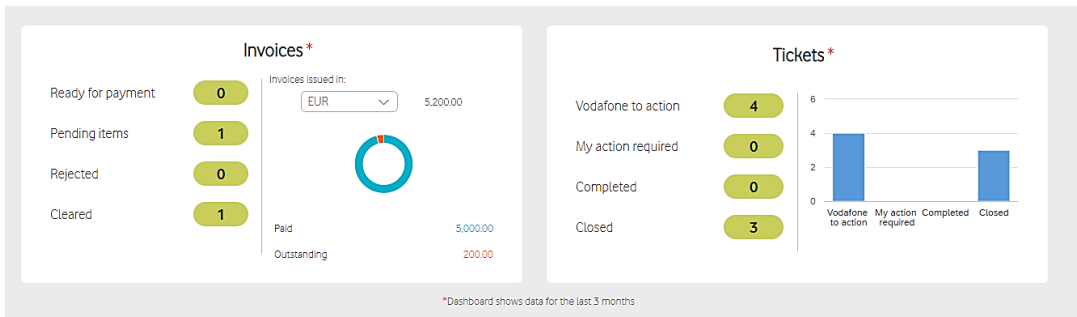 Invoices *
Ready for payment 0
Pending items 1
Rejected 0
Cleared 1
Invoices issued in:
EUR 5,200.00
Paid 5,000.00
Outstanding 200.00
Tickets *
Vodafone to action 4
My action required 0
Completed 0
Closed 3
6
4
2
0
Vodafone My action Completed Closed
to action required
*Dashboard shows data for the last 3 months